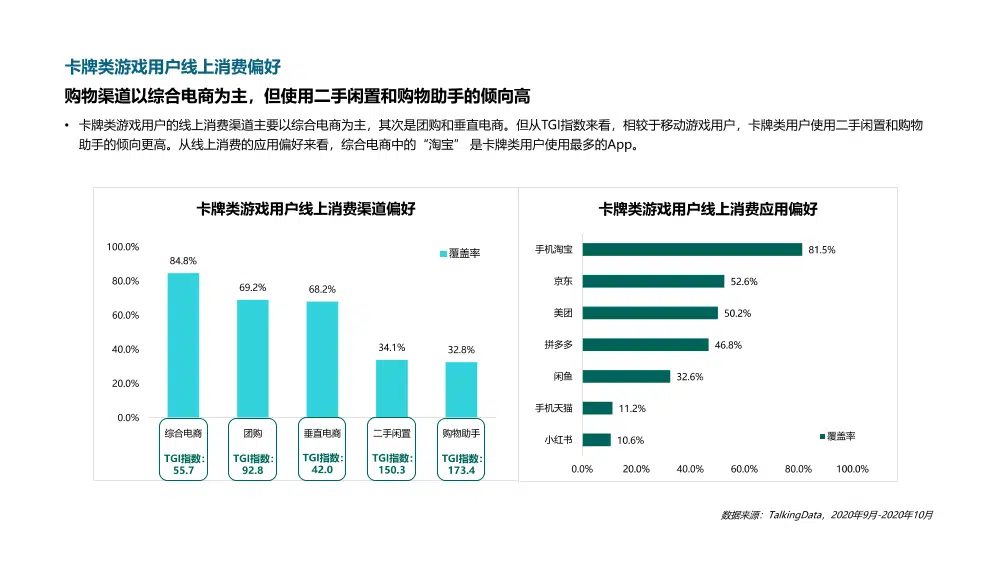 卡牌类游戏用户线上消费偏好
购物渠道以综合电商为主，但使用二手闲置和购物助手的倾向高
• 卡牌类游戏用户的线上消费渠道主要以综合电商为主，其次是团购和垂直电商。但从TGI指数来看，相较于移动游戏用户，卡牌类用户使用二手闲置和购物
助手的倾向更高。从线上消费的应用偏好来看，综合电商中的“淘宝” 是卡牌类用户使用最多的App。
卡牌类游戏用户线上消费渠道偏好
覆盖率
100.0%
80.0%
60.0%
40.0%
20.0%
0.0%
84.8%
69.2%
68.2%
34.1%
32.8%
综合电商
TGI指数：
55.7
团购
TGI指数：
92.8
垂直电商
TGI指数：
42.0
二手闲置
TGI指数：
150.3
购物助手
TGI指数：
173.4
卡牌类游戏用户线上消费应用偏好
手机淘宝 81.5%
京东 52.6%
美团 50.2%
拼多多 46.8%
闲鱼 32.6%
手机天猫 11.2%
小红书 10.6%
覆盖率
0.0% 20.0% 40.0% 60.0% 80.0% 100.0%
数据来源：TalkingData，2020年9月-2020年10月